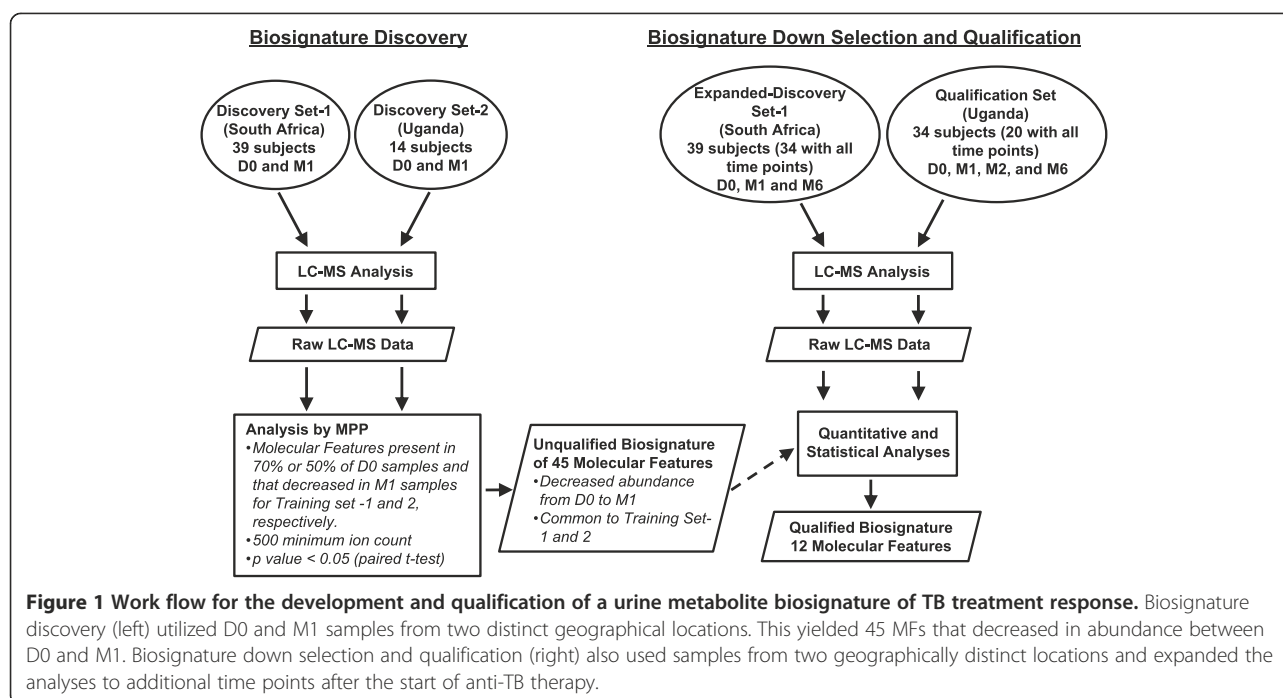 Biosignature Discovery
Discovery Set-1
(South Africa)
39 subjects
D0 and M1
Discovery Set-2
(Uganda)
14 subjects
D0 and M1
LC-MS Analysis
Raw LC-MS Data
Analysis by MPP
•Molecular Features present in
70% or 50% of D0 samples and
that decreased in M1 samples
for Training set -1 and 2,
respectively.
•500 minimum ion count
•p value < 0.05 (paired t-test)
Unqualified Biosignature
of 45 Molecular Features
•Decreased abundance
from D0 to M1
•Common to Training Set-
1 and 2
Biosignature Down Selection and Qualification
Expanded-Discovery
Set-1
(South Africa)
39 subjects (34 with all
time points)
D0, M1 and M6
Qualification Set
(Uganda)
34 subjects (20 with all
time points)
D0, M1, M2, and M6
LC-MS Analysis
Raw LC-MS Data
Quantitative and
Statistical Analyses
Qualified Biosignature
12 Molecular Features
Figure 1 Work flow for the development and qualification of a urine metabolite biosignature of TB treatment response. Biosignature
discovery (left) utilized D0 and M1 samples from two distinct geographical locations. This yielded 45 MFs that decreased in abundance between
D0 and M1. Biosignature down selection and qualification (right) also used samples from two geographically distinct locations and expanded the
analyses to additional time points after the start of anti-TB therapy.